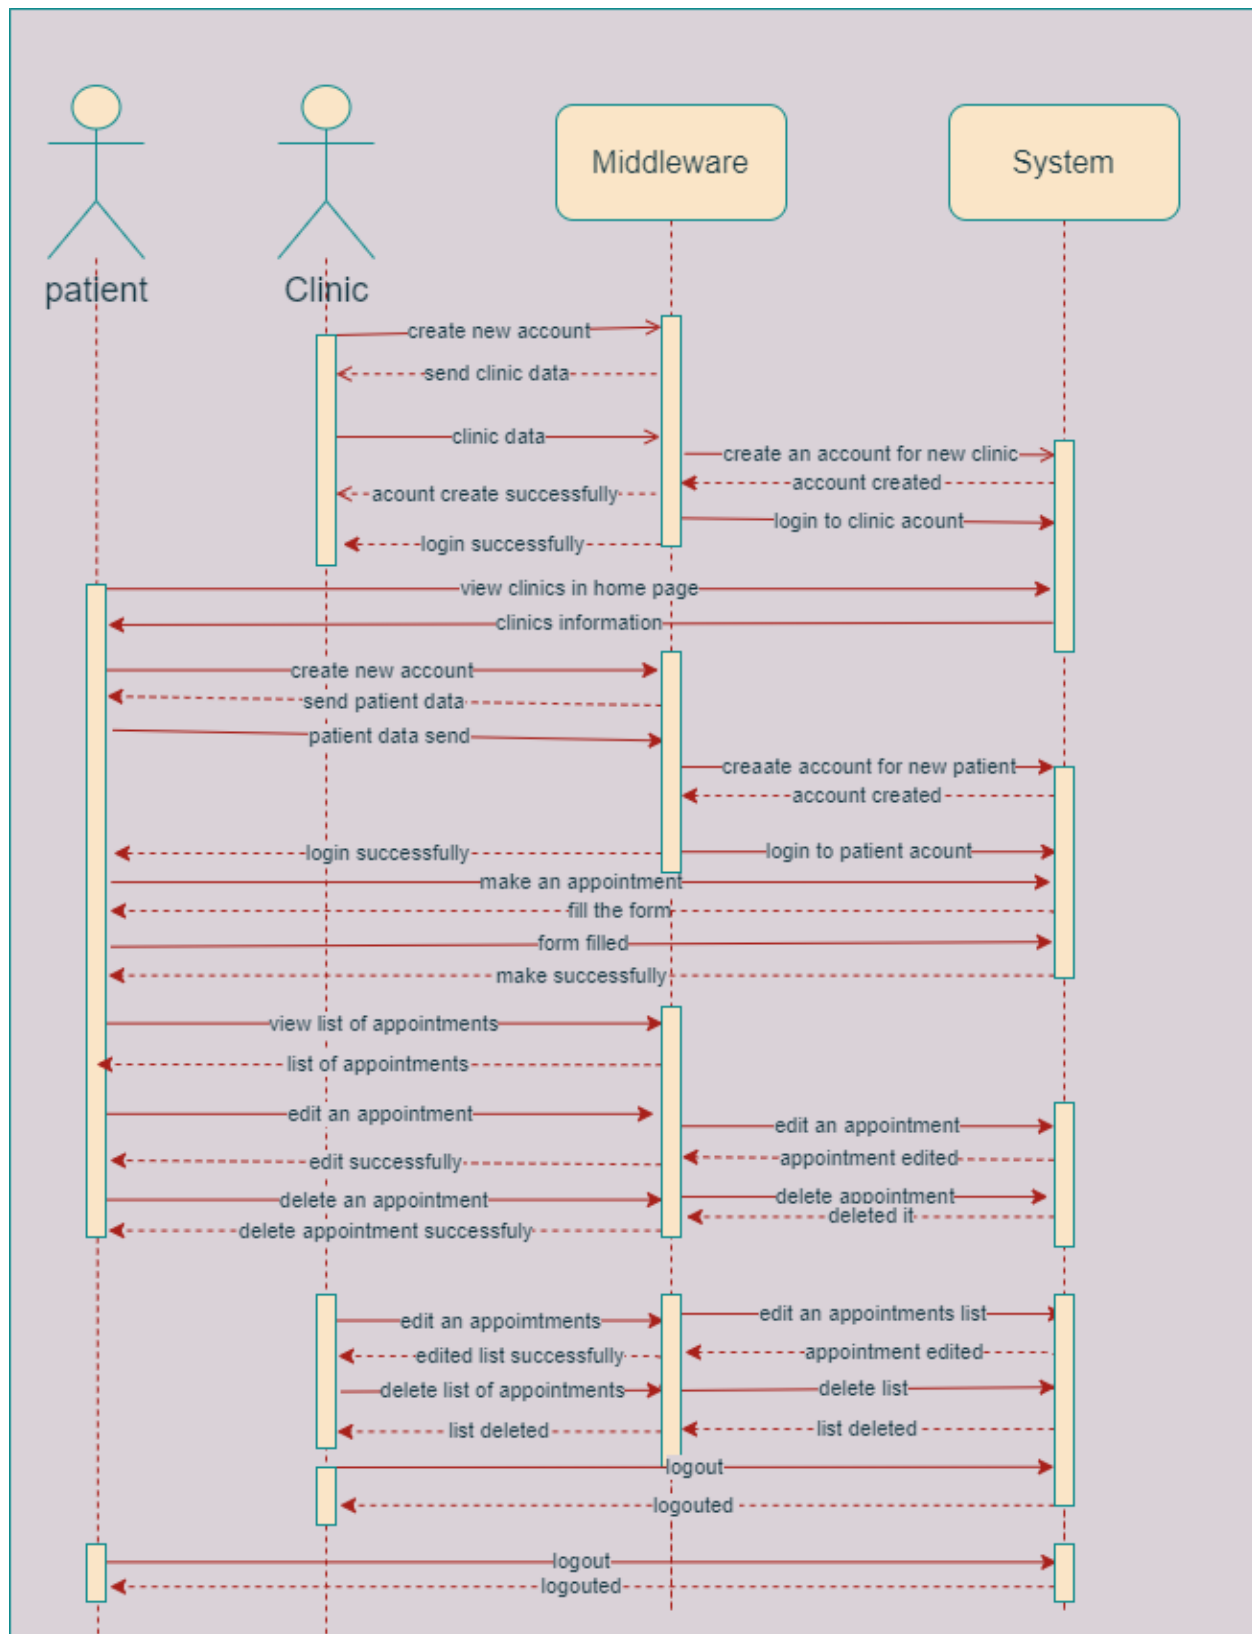 Middleware
System
patient
Clinic
create new account
send clinic data
clinic data
create an account for new clinic
account created
acount create successfully
login to clinic acount
login successfully
view clinics in home page
clinics information
create new account
send patient data
patient data send
creaate account for new patient
account created
login successfully
login to patient acount
make an appointment
fill the form
form filled
make successfully
view list of appointments
list of appointments
edit an appointment
edit an appointment
edit successfully
appointment edited
delete an appointment
delete appointment
deleted it
delete appointment successfuly
edit an appoimtments
edit an appointments list
edited list successfully
appointment edited
delete list of appointments
delete list
list deleted
list deleted
logout
logouted
logout
logouted